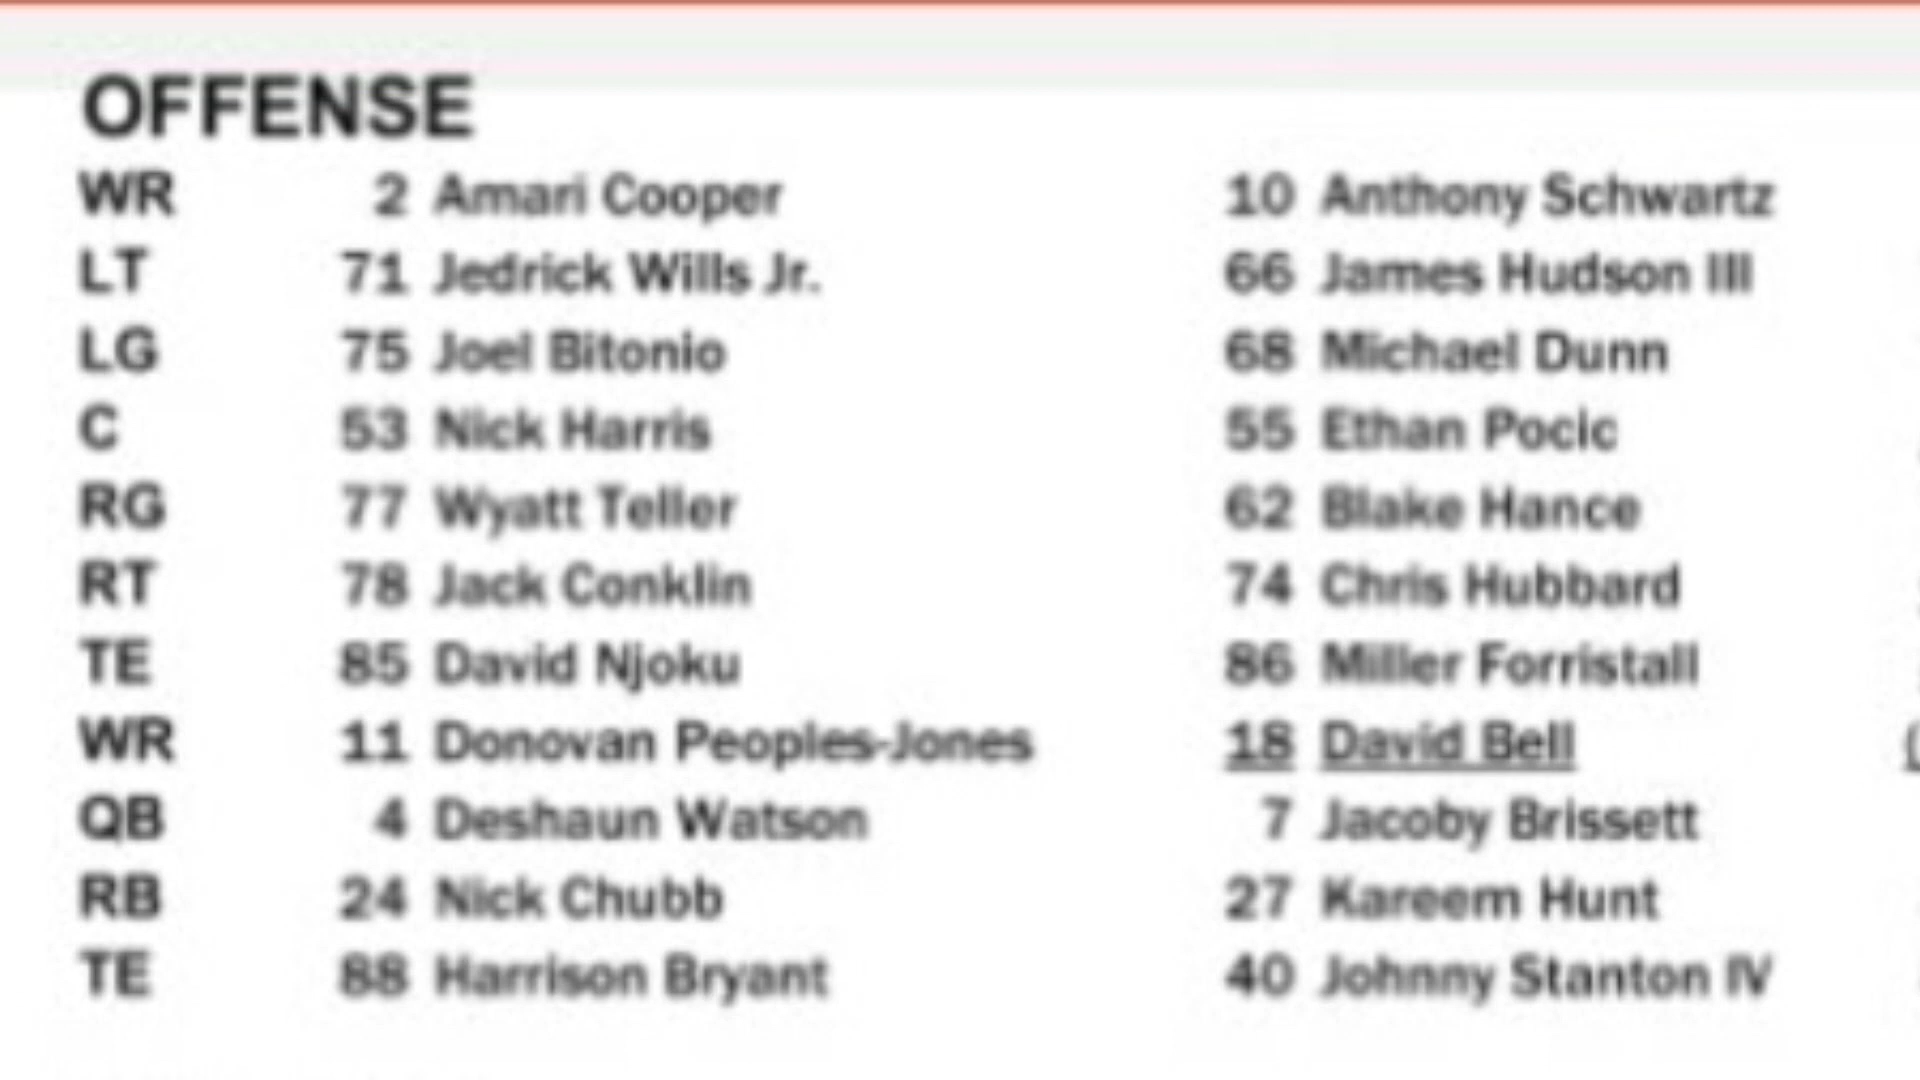 OFFENSE
WR 2 Amari Cooper 10 Anthony Schwartz
LT 71 Jedrick Wills Jr. 66 James Hudson III
LG 75 Joel Bitonio 68 Michael Dunn
C 53 Nick Harris 55 Ethan Pocic
RG 77 Wyatt Teller 62 Blake Hance
RT 78 Jack Conklin 74 Chris Hubbard
TE 85 David Njoku 86 Miller Forristall
WR 11 Donovan Peoples-Jones 18 David Bell
QB 4 Deshaun Watson 7 Jacoby Brissett
RB 24 Nick Chubb 27 Kareem Hunt
TE 88 Harrison Bryant 40 Johnny Stanton IV